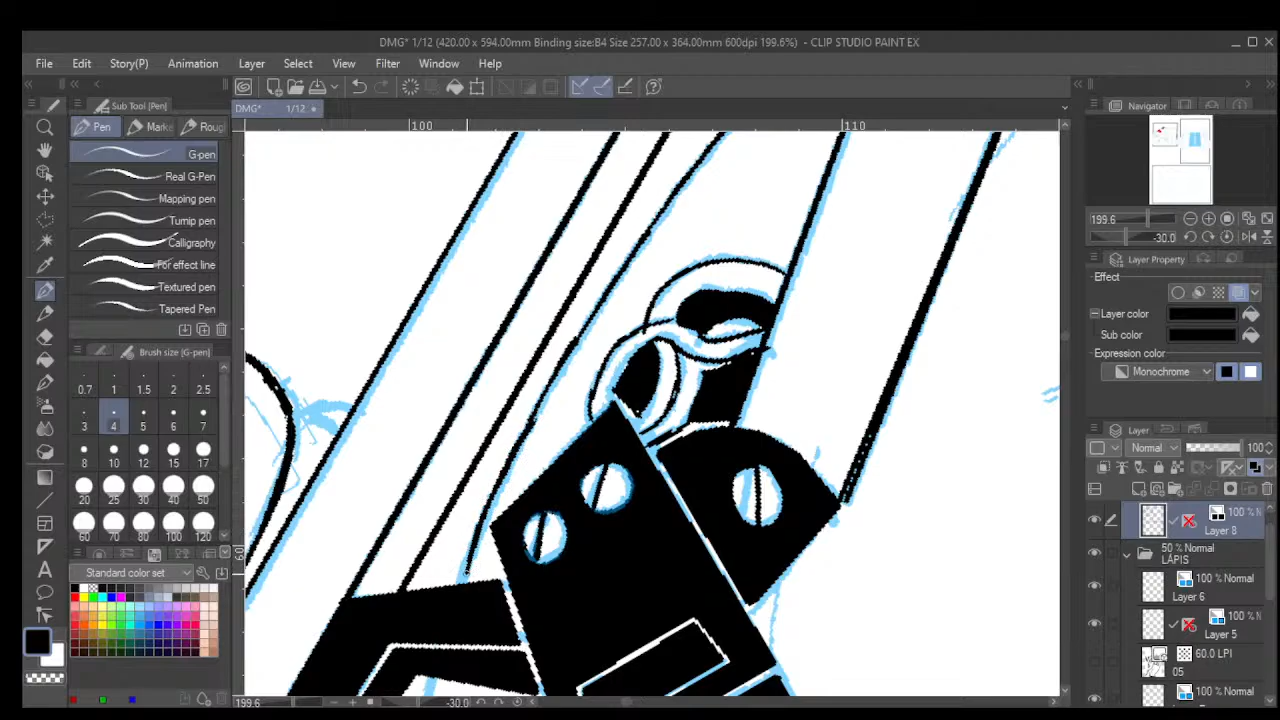 DMG* 1/12 (420.00 x 594.00mm Binding size:B4 Size 257.00 x 364.00mm 600dpi 199.6%) - CLIP STUDIO PAINT EX
File Edit Story(P) Animation Layer Select View Filter Window Help
Sub Tool [Pen]
DMG* 1/12
Navigator
Pen Marke Roug
100 110
G-pen
Real G-Pen
Mapping pen
Turnip pen
Calligraphy
For effect line
Textured pen
Tapered Pen
199.6
-30.0
Layer Property
Effect
Layer color
Sub color
Expression color
Monochrome
Brush size [G-pen]
0.7 1 1.5 2 2.5
3 4 5 6 7
8 10 12 15 17
20 25 30 40 50
60 70 80 100 120
60
Standard color set
Layer
Normal 100
100 % N
Layer 8
50 % Normal
LAPIS
100 % Normal
Layer 6
100 % N
Layer 5
60.0 LPI
05
100 % Normal
199.6 -30.0